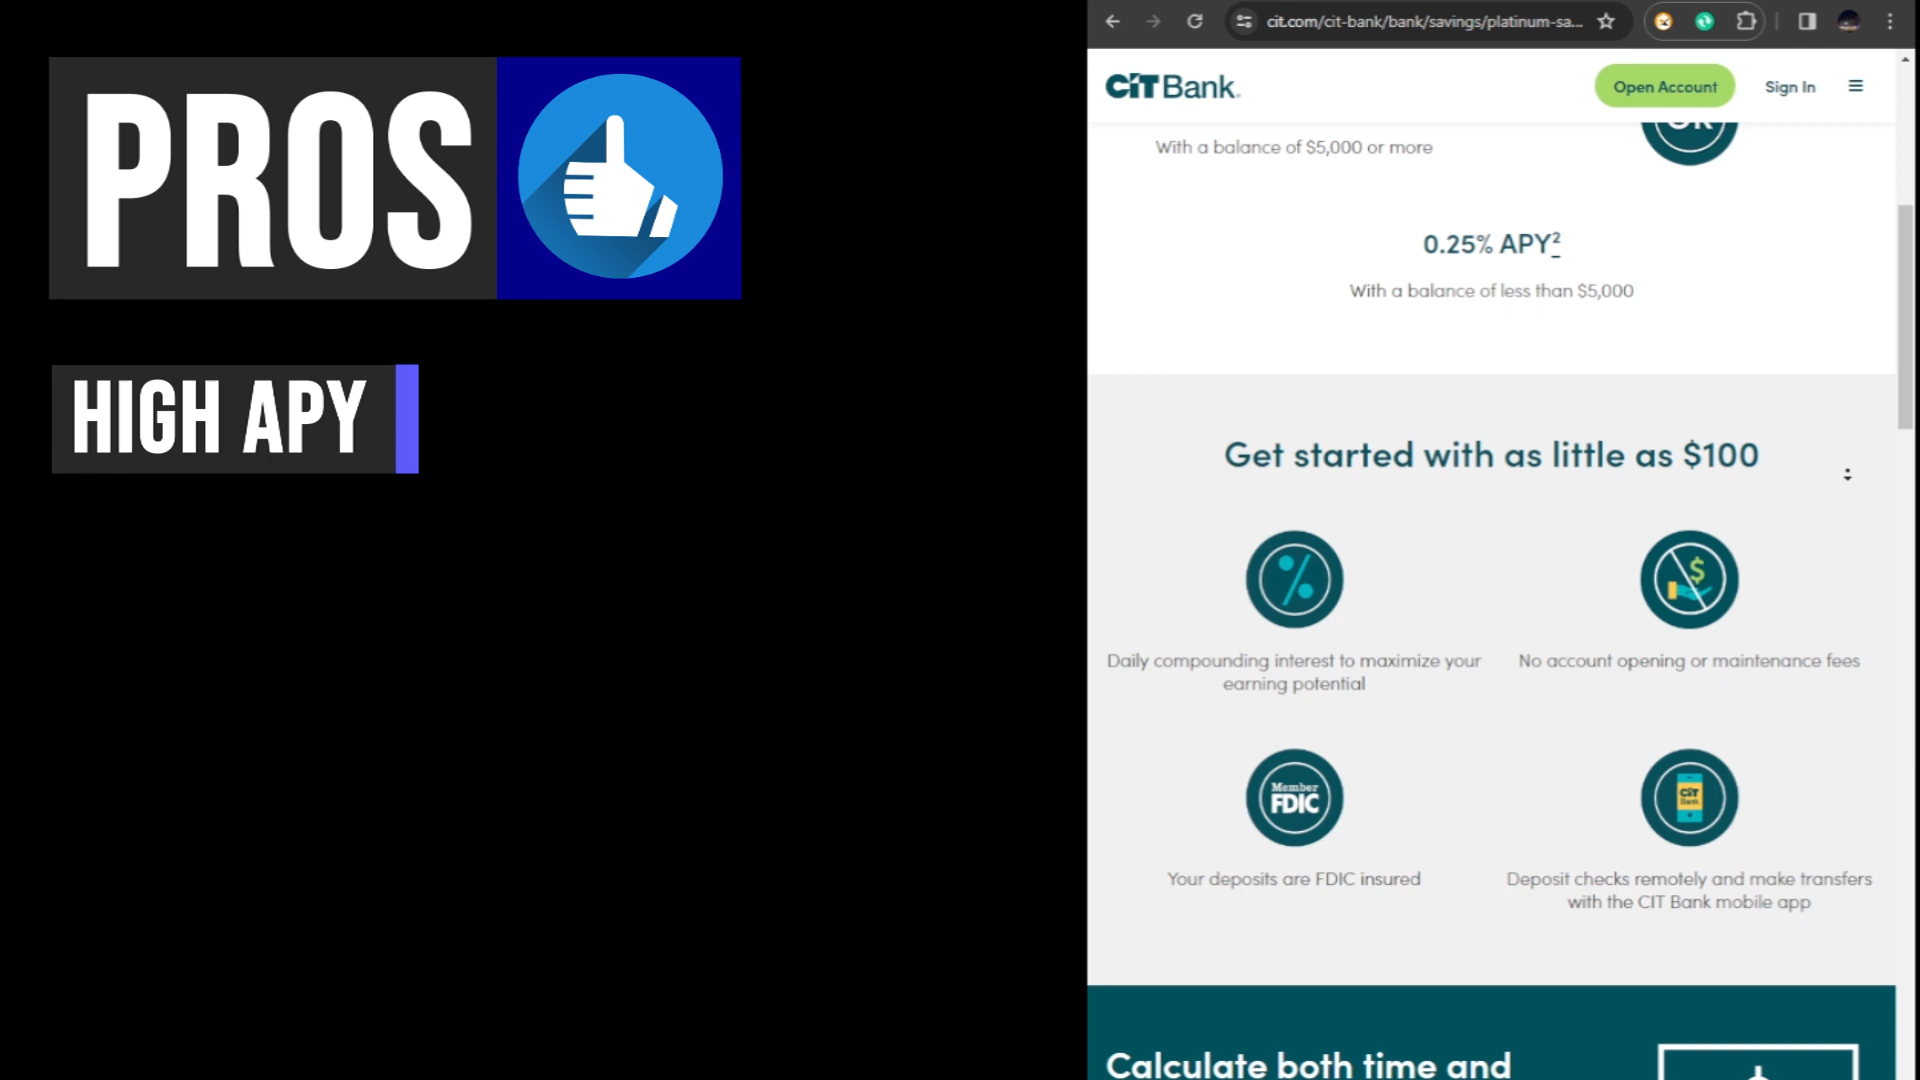 PROS
HIGH APY
cit.com/cit-bank/bank/savings/platinum-sa...
CiT Bank
Open Account
Sign In
OR
With a balance of $5,000 or more
0.25% APY²
With a balance of less than $5,000
Get started with as little as $100
Daily compounding interest to maximize your
earning potential
No account opening or maintenance fees
Member
FDIC
CiT
Bank
Your deposits are FDIC insured
Deposit checks remotely and make transfers
with the CIT Bank mobile app
Calculate both time and